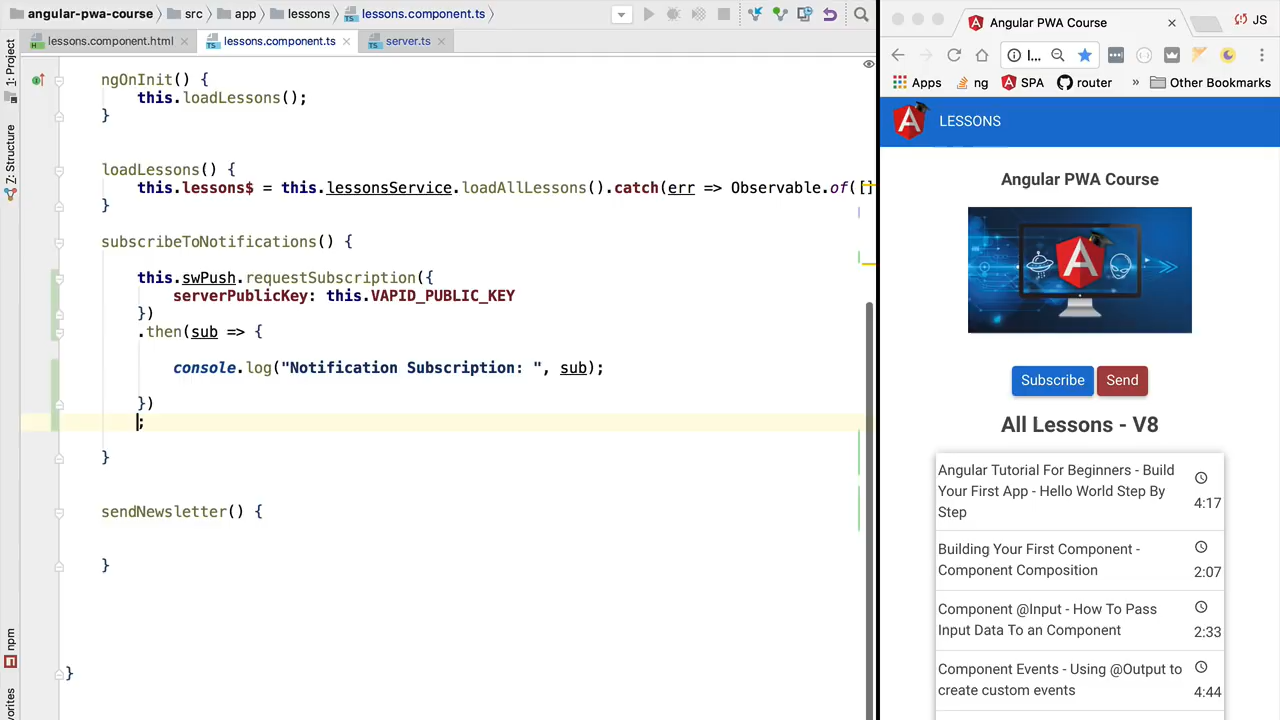 angular-pwa-course
src
app
lessons
lessons.component.ts
lessons.component.html
lessons.component.ts
server.ts
1: Project
Z: Structure
npm
ngOnInit() {
this.loadLessons();
}
loadLessons() {
this.lessons$ = this.lessonsService.loadAllLessons().catch(err => Observable.of([]
}
subscribeToNotifications() {
this.swPush.requestSubscription({
serverPublicKey: this.VAPID_PUBLIC_KEY
})
.then(sub => {
console.log("Notification Subscription: ", sub);
})
;
}
sendNewsletter() {
}
}
Angular PWA Course
JS
l...
Apps
ng
SPA
router
»
Other Bookmarks
LESSONS
Angular PWA Course
Subscribe
Send
All Lessons - V8
Angular Tutorial For Beginners - Build
Your First App - Hello World Step By
Step
4:17
Building Your First Component -
Component Composition
2:07
Component @Input - How To Pass
Input Data To an Component
2:33
Component Events - Using @Output to
create custom events
4:44